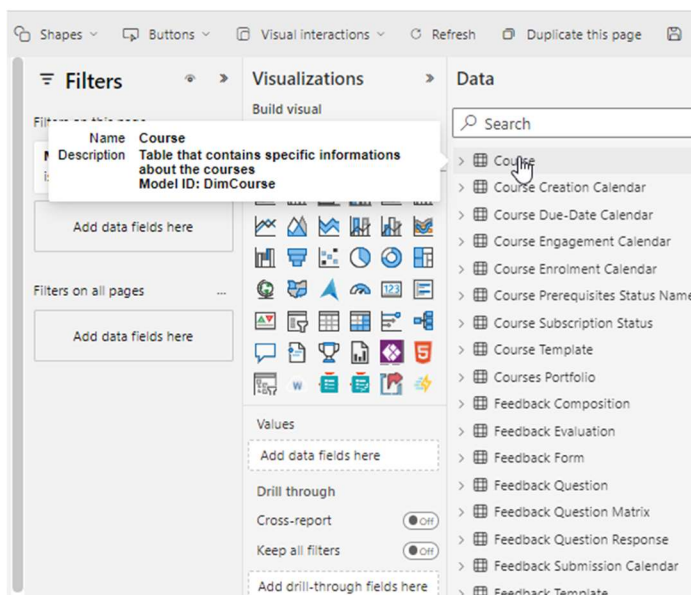 Shapes
Buttons
Visual interactions
Refresh
Duplicate this page
Filters
Add data fields here
Filters on all pages
...
Add data fields here
Name Course
Description Table that contains specific informations
about the courses
Model ID: DimCourse
Visualizations
Build visual
123
Values
Add data fields here
Drill through
Cross-report
Off
Keep all filters
Off
Add drill-through fields here
Data
Search
Course
Course Creation Calendar
Course Due-Date Calendar
Course Engagement Calendar
Course Enrolment Calendar
Course Prerequisites Status Name
Course Subscription Status
Course Template
Courses Portfolio
Feedback Composition
Feedback Evaluation
Feedback Form
Feedback Question
Feedback Question Matrix
Feedback Question Response
Feedback Submission Calendar
Feedback Template